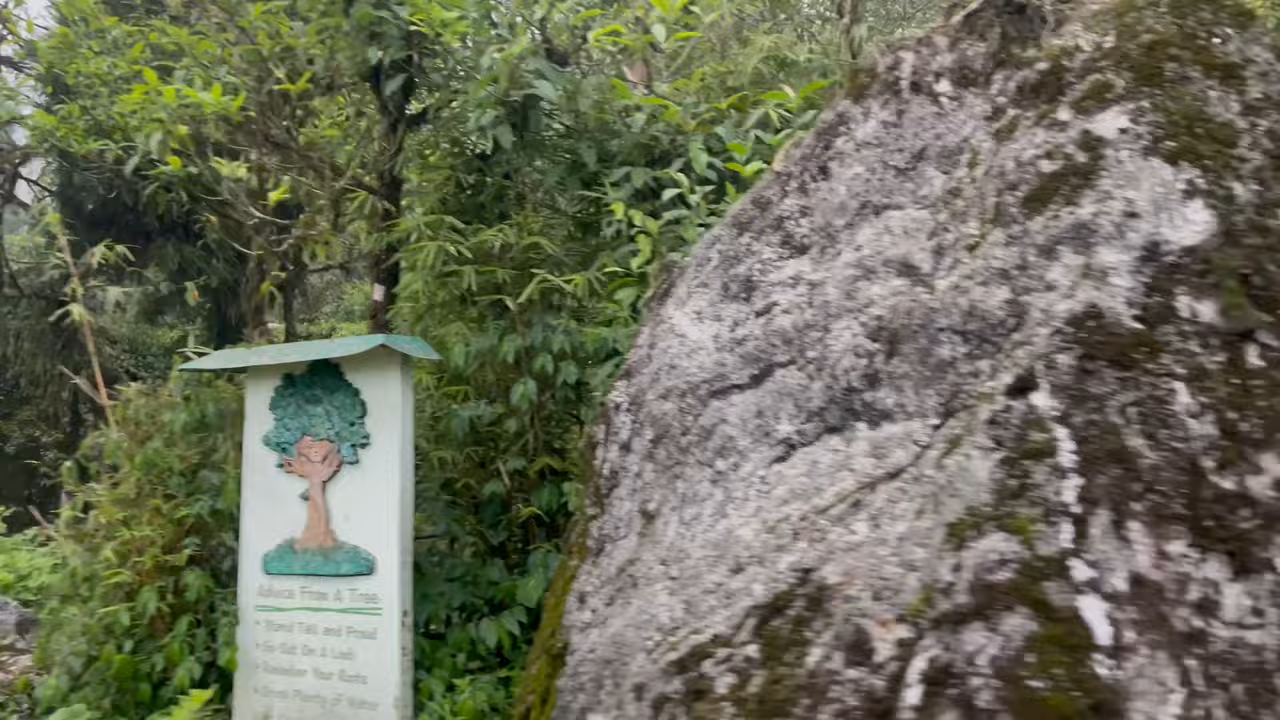 Advice From A Tree
* Stand Tall and Proud
* Go Out On A Limb
* Remember Your Roots
* Drink Plenty of Water